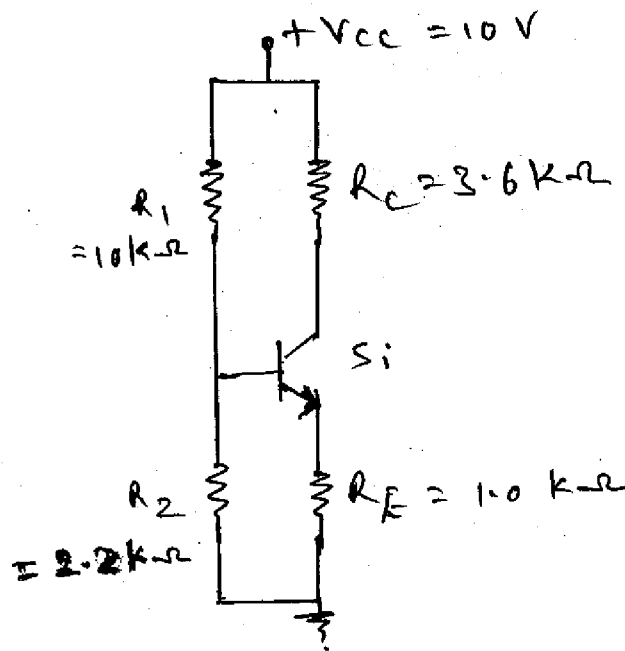 +Vcc = 10 V
R1
= 10 kΩ
Rc = 3.6 kΩ
Si
R2
= 2.2 kΩ
RE = 1.0 kΩ